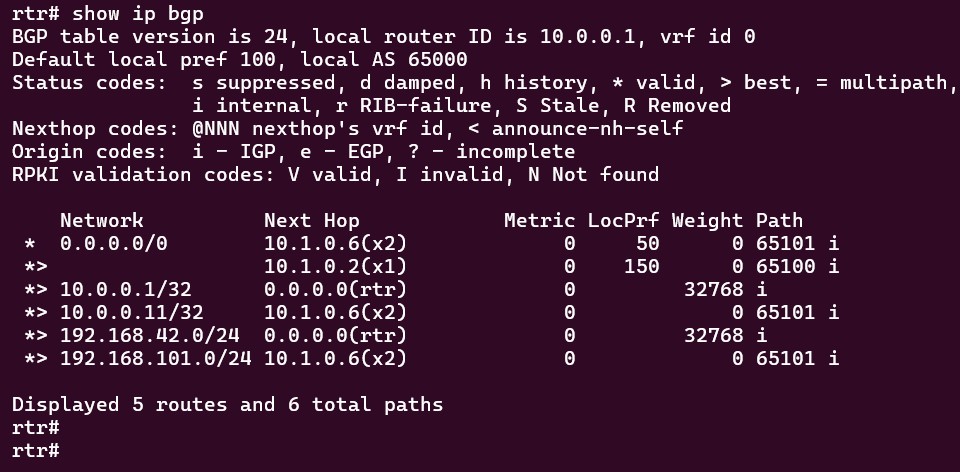 rtr# show ip bgp
BGP table version is 24, local router ID is 10.0.0.1, vrf id 0
Default local pref 100, local AS 65000
Status codes:  s suppressed, d damped, h history, * valid, > best, = multipath,
               i internal, r RIB-failure, S Stale, R Removed
Nexthop codes: @NNN nexthop's vrf id, < announce-nh-self
Origin codes:  i - IGP, e - EGP, ? - incomplete
RPKI validation codes: V valid, I invalid, N Not found

    Network          Next Hop            Metric LocPrf Weight Path
 *  0.0.0.0/0        10.1.0.6(x2)             0     50      0 65101 i
 *>                  10.1.0.2(x1)             0    150      0 65100 i
 *> 10.0.0.1/32      0.0.0.0(rtr)             0         32768 i
 *> 10.0.0.11/32     10.1.0.6(x2)             0             0 65101 i
 *> 192.168.42.0/24  0.0.0.0(rtr)             0         32768 i
 *> 192.168.101.0/24 10.1.0.6(x2)             0             0 65101 i

Displayed 5 routes and 6 total paths
rtr#
rtr#